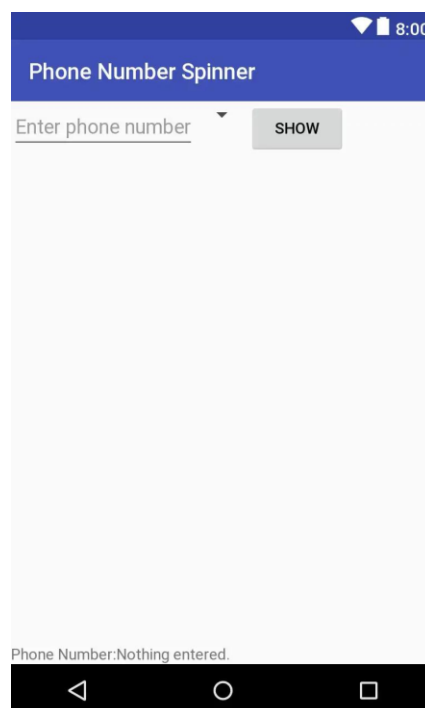 8:00
Phone Number Spinner
Enter phone number
SHOW
Phone Number:Nothing entered.